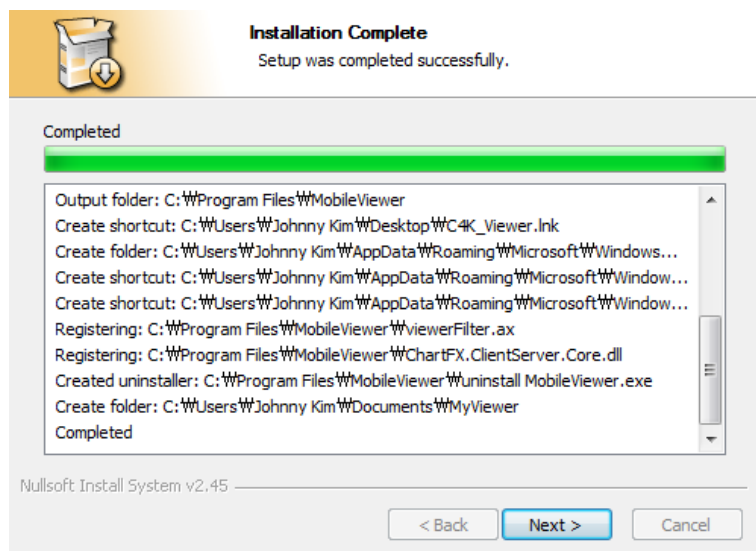 Installation Complete
Setup was completed successfully.
Completed
Output folder: C:₩Program Files₩MobileViewer
Create shortcut: C:₩Users₩Johnny Kim₩Desktop₩C4K_Viewer.lnk
Create folder: C:₩Users₩Johnny Kim₩AppData₩Roaming₩Microsoft₩Windows...
Create shortcut: C:₩Users₩Johnny Kim₩AppData₩Roaming₩Microsoft₩Window...
Create shortcut: C:₩Users₩Johnny Kim₩AppData₩Roaming₩Microsoft₩Window...
Registering: C:₩Program Files₩MobileViewer₩viewerFilter.ax
Registering: C:₩Program Files₩MobileViewer₩ChartFX.ClientServer.Core.dll
Created uninstaller: C:₩Program Files₩MobileViewer₩uninstall MobileViewer.exe
Create folder: C:₩Users₩Johnny Kim₩Documents₩MyViewer
Completed
Nullsoft Install System v2.45
< Back Next > Cancel